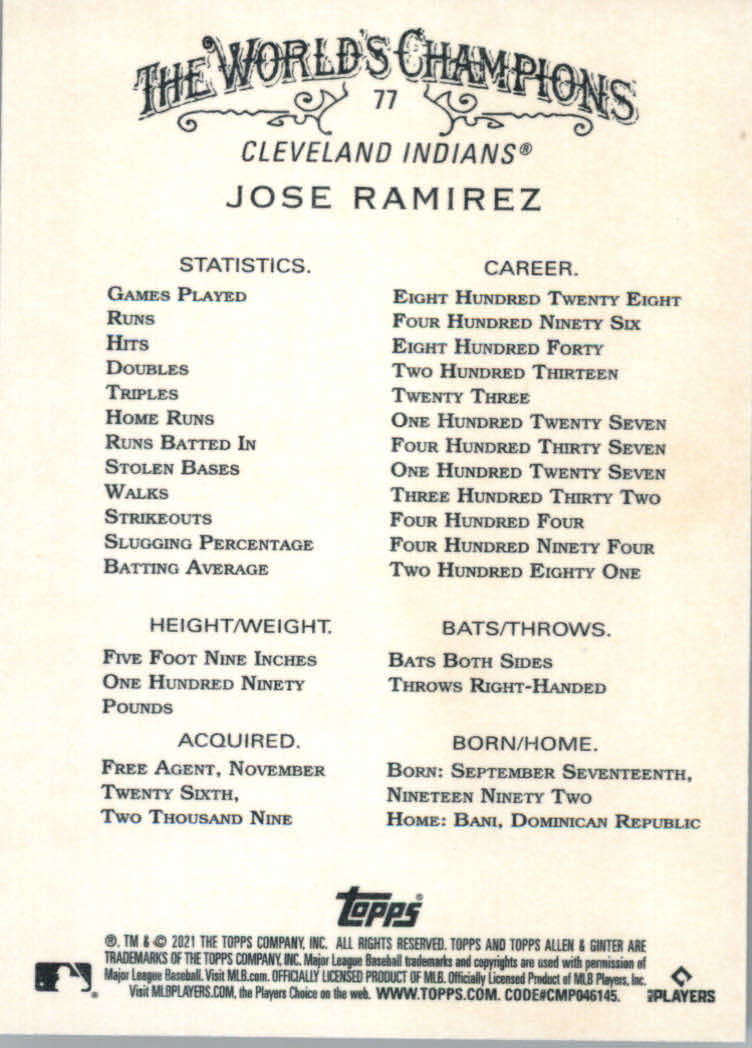 THE WORLD'S CHAMPIONS
77
CLEVELAND INDIANS®
JOSE RAMIREZ
STATISTICS. CAREER.
GAMES PLAYED EIGHT HUNDRED TWENTY EIGHT
RUNS FOUR HUNDRED NINETY SIX
HITS EIGHT HUNDRED FORTY
DOUBLES TWO HUNDRED THIRTEEN
TRIPLES TWENTY THREE
HOME RUNS ONE HUNDRED TWENTY SEVEN
RUNS BATTED IN FOUR HUNDRED THIRTY SEVEN
STOLEN BASES ONE HUNDRED TWENTY SEVEN
WALKS THREE HUNDRED THIRTY TWO
STRIKEOUTS FOUR HUNDRED FOUR
SLUGGING PERCENTAGE FOUR HUNDRED NINETY FOUR
BATTING AVERAGE TWO HUNDRED EIGHTY ONE
HEIGHT/WEIGHT. BATS/THROWS.
FIVE FOOT NINE INCHES BATS BOTH SIDES
ONE HUNDRED NINETY THROWS RIGHT-HANDED
POUNDS
ACQUIRED. BORN/HOME.
FREE AGENT, NOVEMBER BORN: SEPTEMBER SEVENTEENTH,
TWENTY SIXTH, NINETEEN NINETY TWO
TWO THOUSAND NINE HOME: BANI, DOMINICAN REPUBLIC
Topps®
®, TM & © 2021 THE TOPPS COMPANY, INC. ALL RIGHTS RESERVED. TOPPS AND TOPPS ALLEN & GINTER ARE
TRADEMARKS OF THE TOPPS COMPANY, INC. Major League Baseball trademarks and copyrights are used with permission of
Major League Baseball. Visit MLB.com. OFFICIALLY LICENSED PRODUCT OF MLB. Officially Licensed Product of MLB Players, Inc.
Visit MLBPLAYERS.COM, the Players Choice on the web. WWW.TOPPS.COM. CODE#CMP046145.
MLB PLAYERS